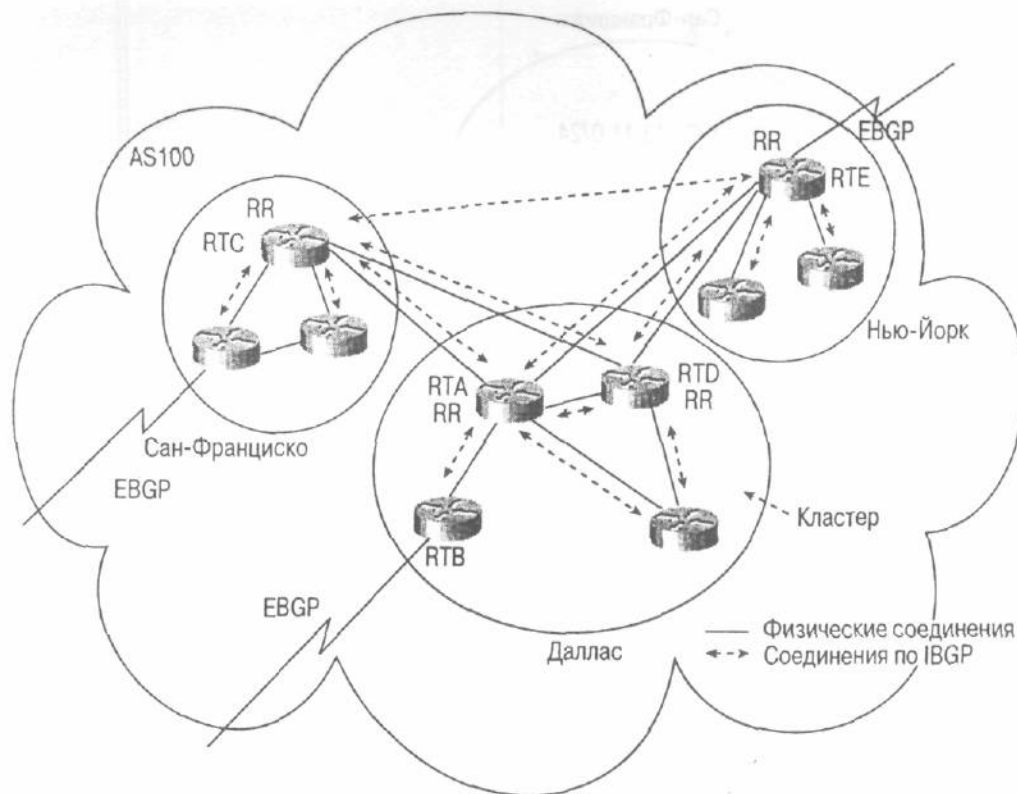 AS100
RR
RTC
Сан-Франциско
EBGP
RR
EBGP
RTE
Нью-Йорк
RTA
RR
RTD
RR
RTB
EBGP
Даллас
Кластер
Физические соединения
Соединения по IBGP